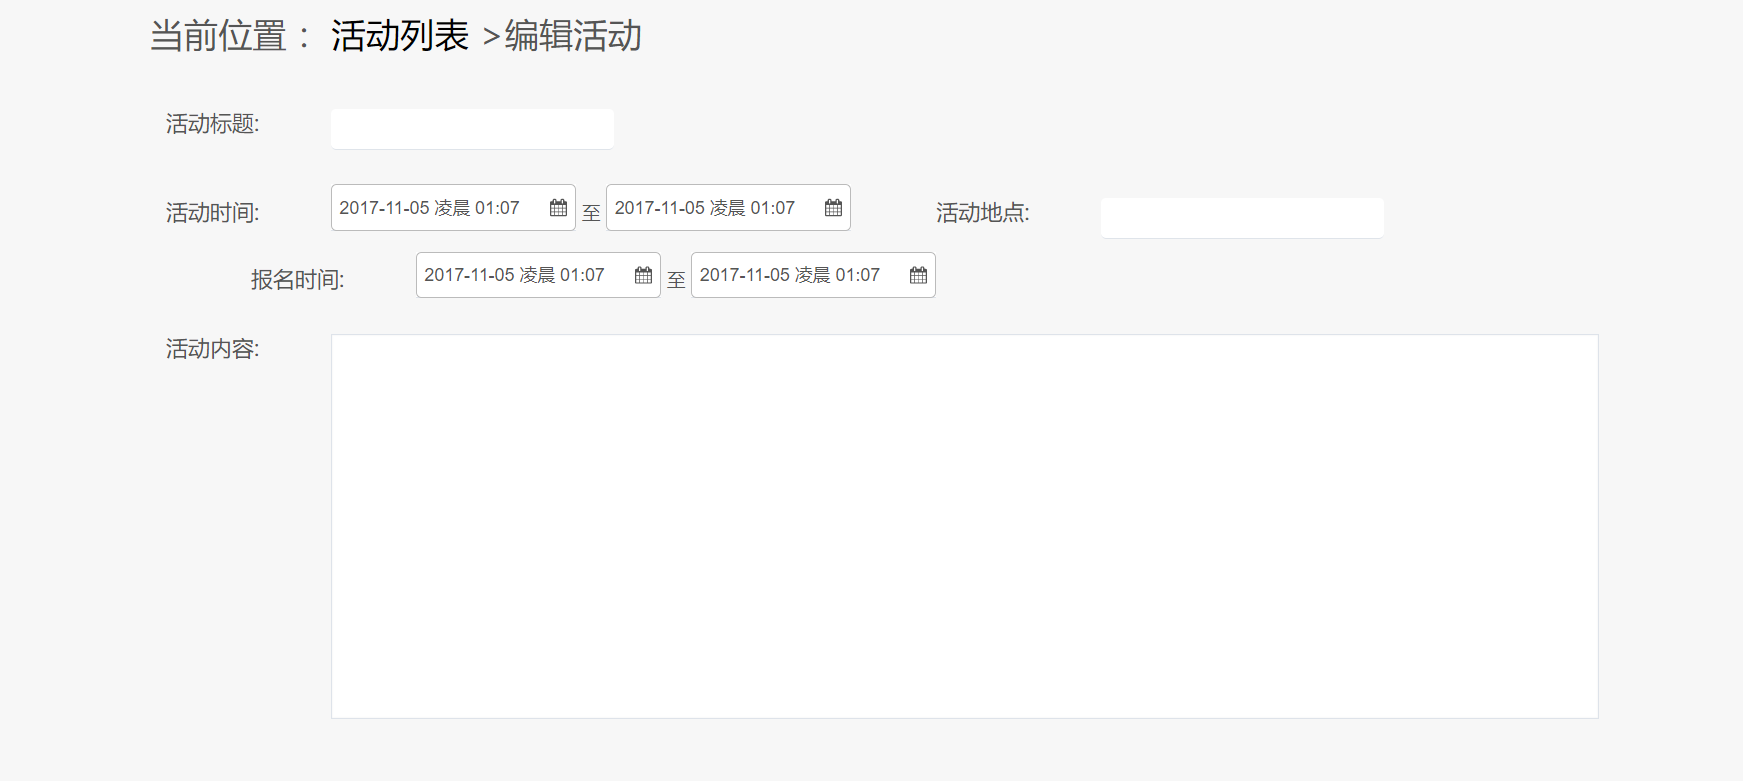 当前位置： 活动列表 >编辑活动
活动标题:
活动时间: 2017-11-05 凌晨 01:07 至 2017-11-05 凌晨 01:07 活动地点:
报名时间: 2017-11-05 凌晨 01:07 至 2017-11-05 凌晨 01:07
活动内容: